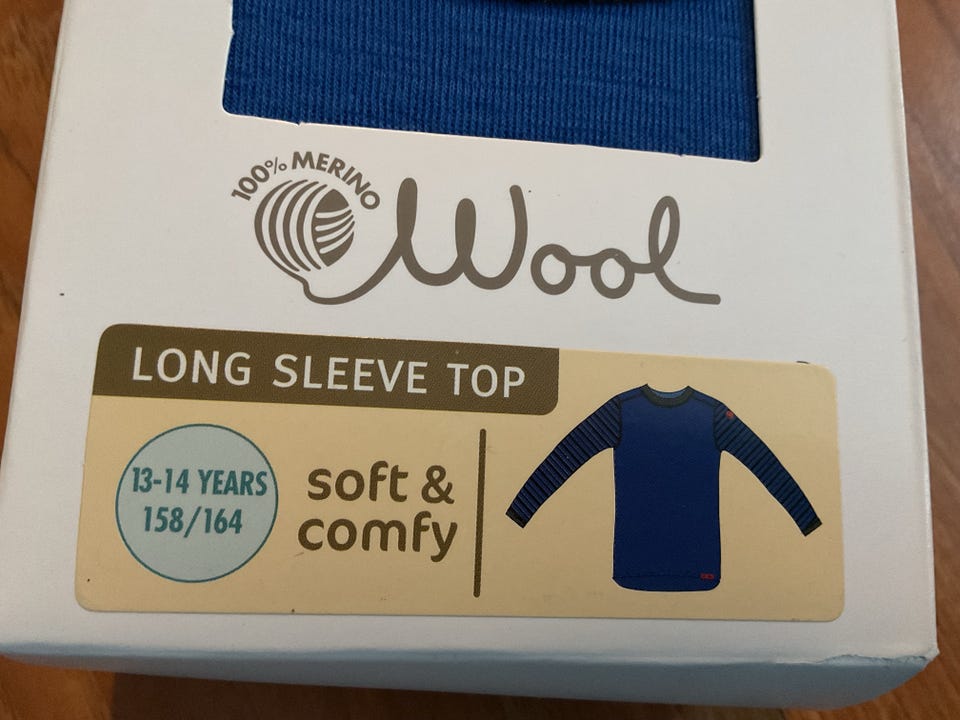 100% MERINO
Wool
LONG SLEEVE TOP
13-14 YEARS
158/164
soft &
comfy